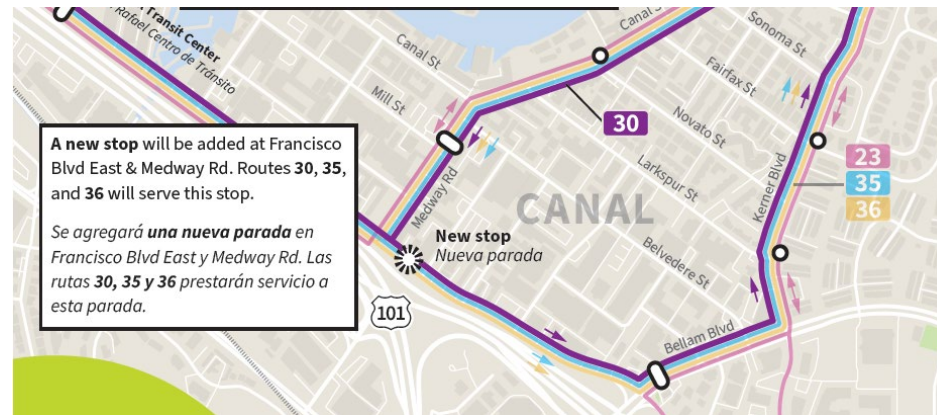 Transit Center
Rafael Centro de Tránsito
Canal St
Canal S
Sonoma St
Fairfax St
Mill St
Novato St
30
Larkspur St
A new stop will be added at Francisco
Blvd East & Medway Rd. Routes 30, 35,
and 36 will serve this stop.
Se agregará una nueva parada en
Francisco Blvd East y Medway Rd. Las
rutas 30, 35 y 36 prestarán servicio a
esta parada.
Medway Rd
CANAL
Kerner Blvd
23
35
36
New stop
Nueva parada
Belvedere St
101
Bellam Blvd